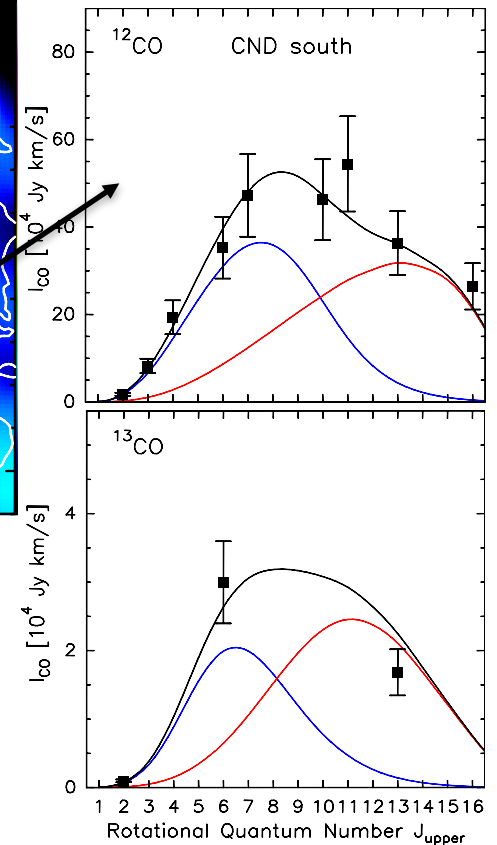 ¹²CO CND south
80
60
40
20
0
I_CO [10⁴ Jy km/s]
¹³CO
4
2
0
I_CO [10⁴ Jy km/s]
1 2 3 4 5 6 7 8 9 10 11 12 13 14 15 16
Rotational Quantum Number J_upper